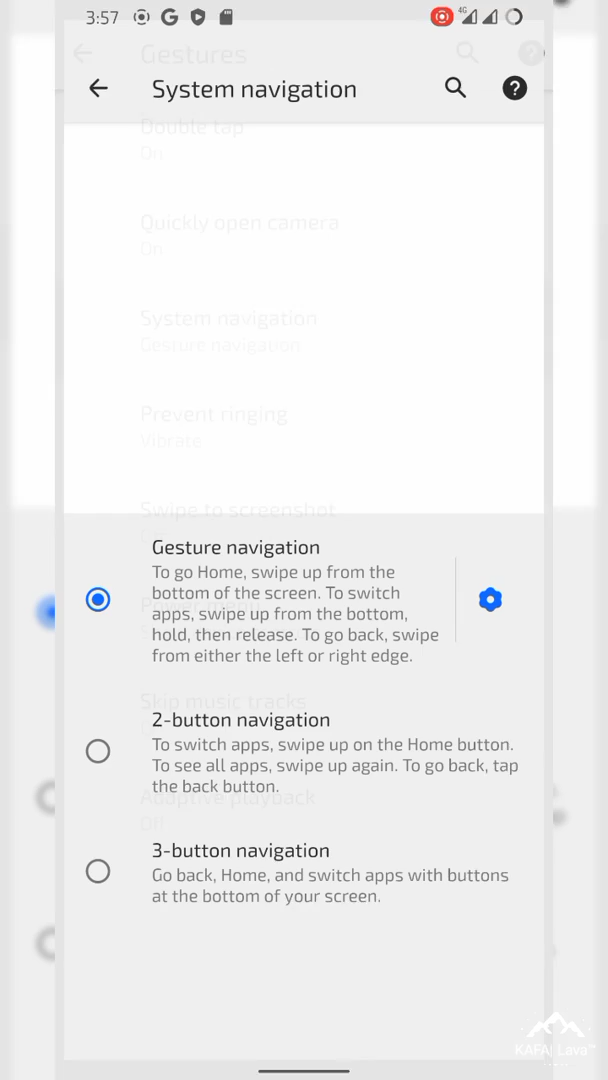 3:57
4G
Gestures
System navigation
Double tap
On
Quickly open camera
On
System navigation
Gesture navigation
Prevent ringing
Vibrate
Swipe to screenshot
Gesture navigation
To go Home, swipe up from the
bottom of the screen. To switch
apps, swipe up from the bottom,
Power menu
hold, then release. To go back, swipe
from either the left or right edge.
Skip music tracks
2-button navigation
To switch apps, swipe up on the Home button.
To see all apps, swipe up again. To go back, tap
the back button.
Adaptive playback
Off
3-button navigation
Go back, Home, and switch apps with buttons
at the bottom of your screen.
KAFAI Lava™